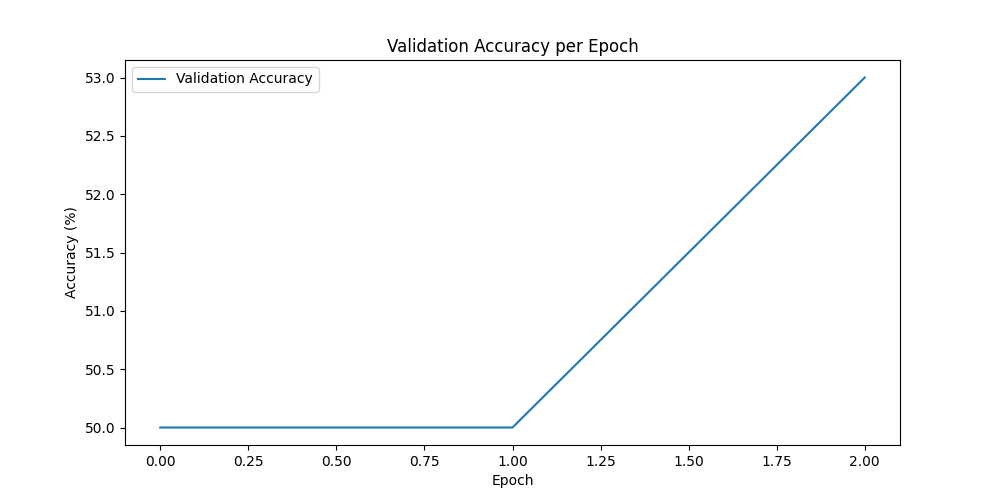 Validation Accuracy per Epoch
Validation Accuracy
53.0
52.5
52.0
51.5
51.0
50.5
50.0
Accuracy (%)
0.00 0.25 0.50 0.75 1.00 1.25 1.50 1.75 2.00
Epoch